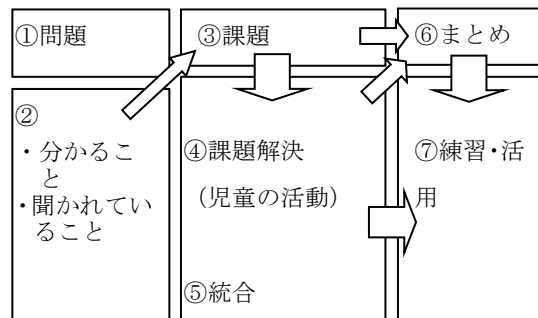 ①問題
②
・分かるこ
と
・聞かれてい
ること
③課題
④課題解決
(児童の活動)
⑤統合
⑥まとめ
⑦練習・活
用